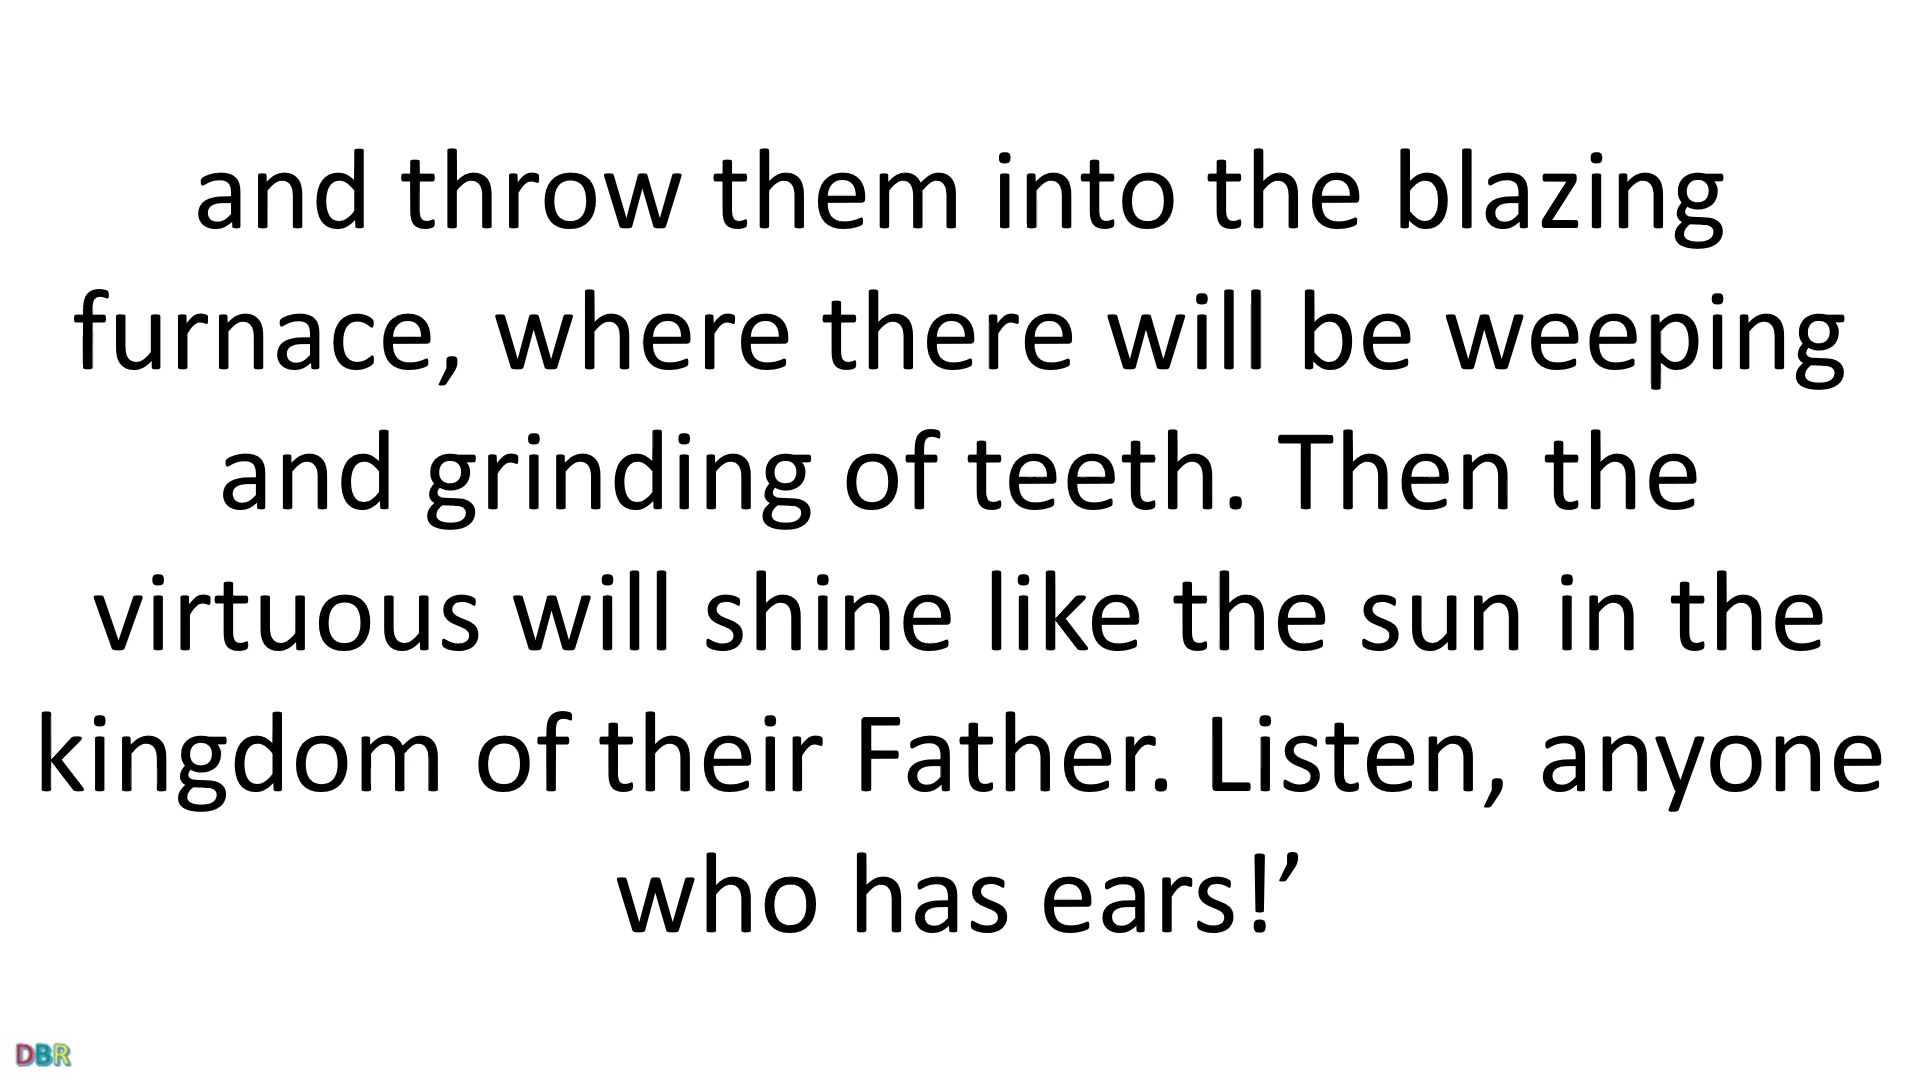 and throw them into the blazing
furnace, where there will be weeping
and grinding of teeth. Then the
virtuous will shine like the sun in the
kingdom of their Father. Listen, anyone
who has ears!’
DBR